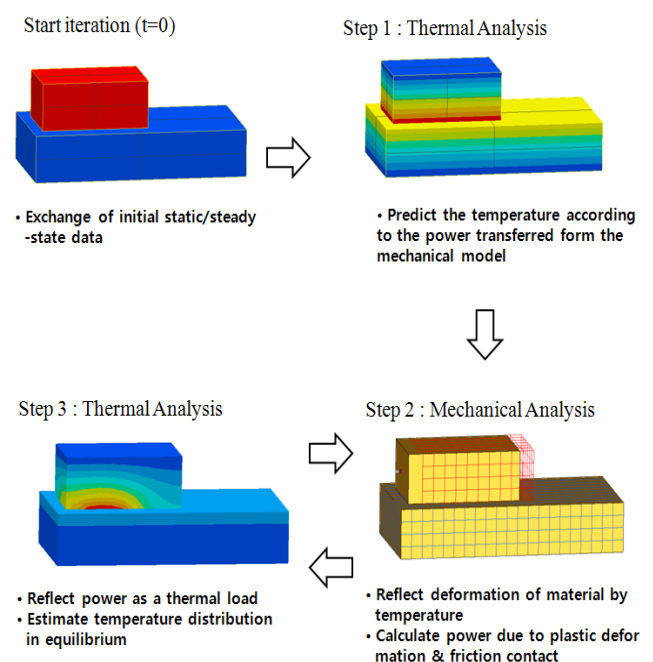 Start iteration (t=0)
Step 1 : Thermal Analysis
• Exchange of initial static/steady
-state data
• Predict the temperature according
to the power transferred form the
mechanical model
Step 3 : Thermal Analysis
Step 2 : Mechanical Analysis
• Reflect power as a thermal load
• Estimate temperature distribution
in equilibrium
• Reflect deformation of material by
temperature
• Calculate power due to plastic defor
mation & friction contact